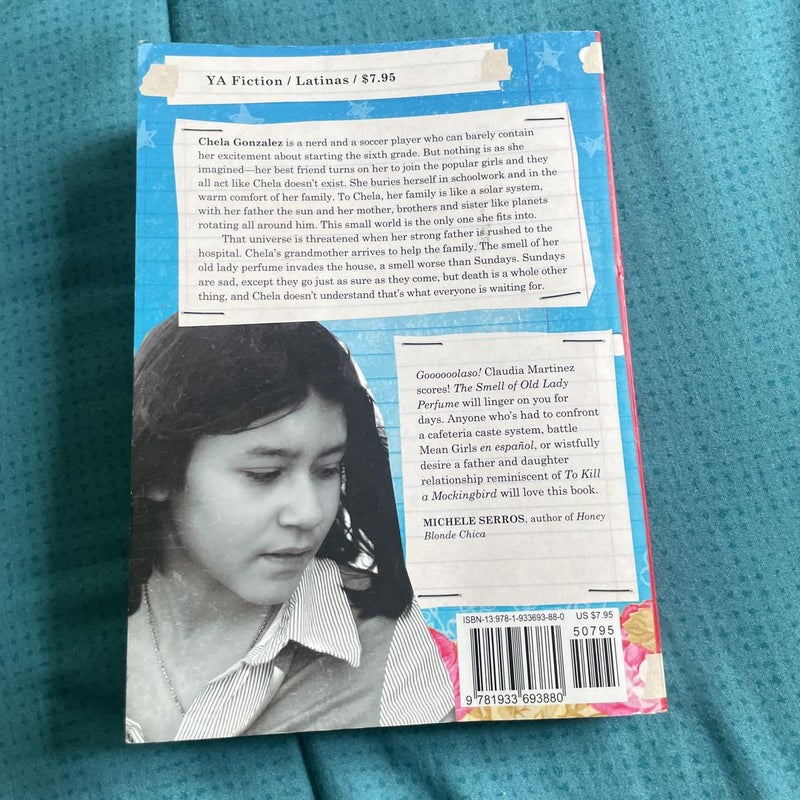 YA Fiction / Latinas / $7.95
Chela Gonzalez is a nerd and a soccer player who can barely contain
her excitement about starting the sixth grade. But nothing is as she
imagined—her best friend turns on her to join the popular girls and they
all act like Chela doesn't exist. She buries herself in schoolwork and in the
warm comfort of her family. To Chela, her family is like a solar system,
with her father the sun and her mother, brothers and sister like planets
rotating all around him. This small world is the only one she fits into.
That universe is threatened when her strong father is rushed to the
hospital. Chela's grandmother arrives to help the family. The smell of her
old lady perfume invades the house, a smell worse than Sundays. Sundays
are sad, except they go just as sure as they come, but death is a whole other
thing, and Chela doesn't understand that's what everyone is waiting for.
Goooooolaso! Claudia Martinez
scores! The Smell of Old Lady
Perfume will linger on you for
days. Anyone who's had to confront
a cafeteria caste system, battle
Mean Girls en español, or wistfully
desire a father and daughter
relationship reminiscent of To Kill
a Mockingbird will love this book.
MICHELE SERROS, author of Honey
Blonde Chica
ISBN-13:978-1-933693-88-0 US $7.95
50795
9 781933 693880